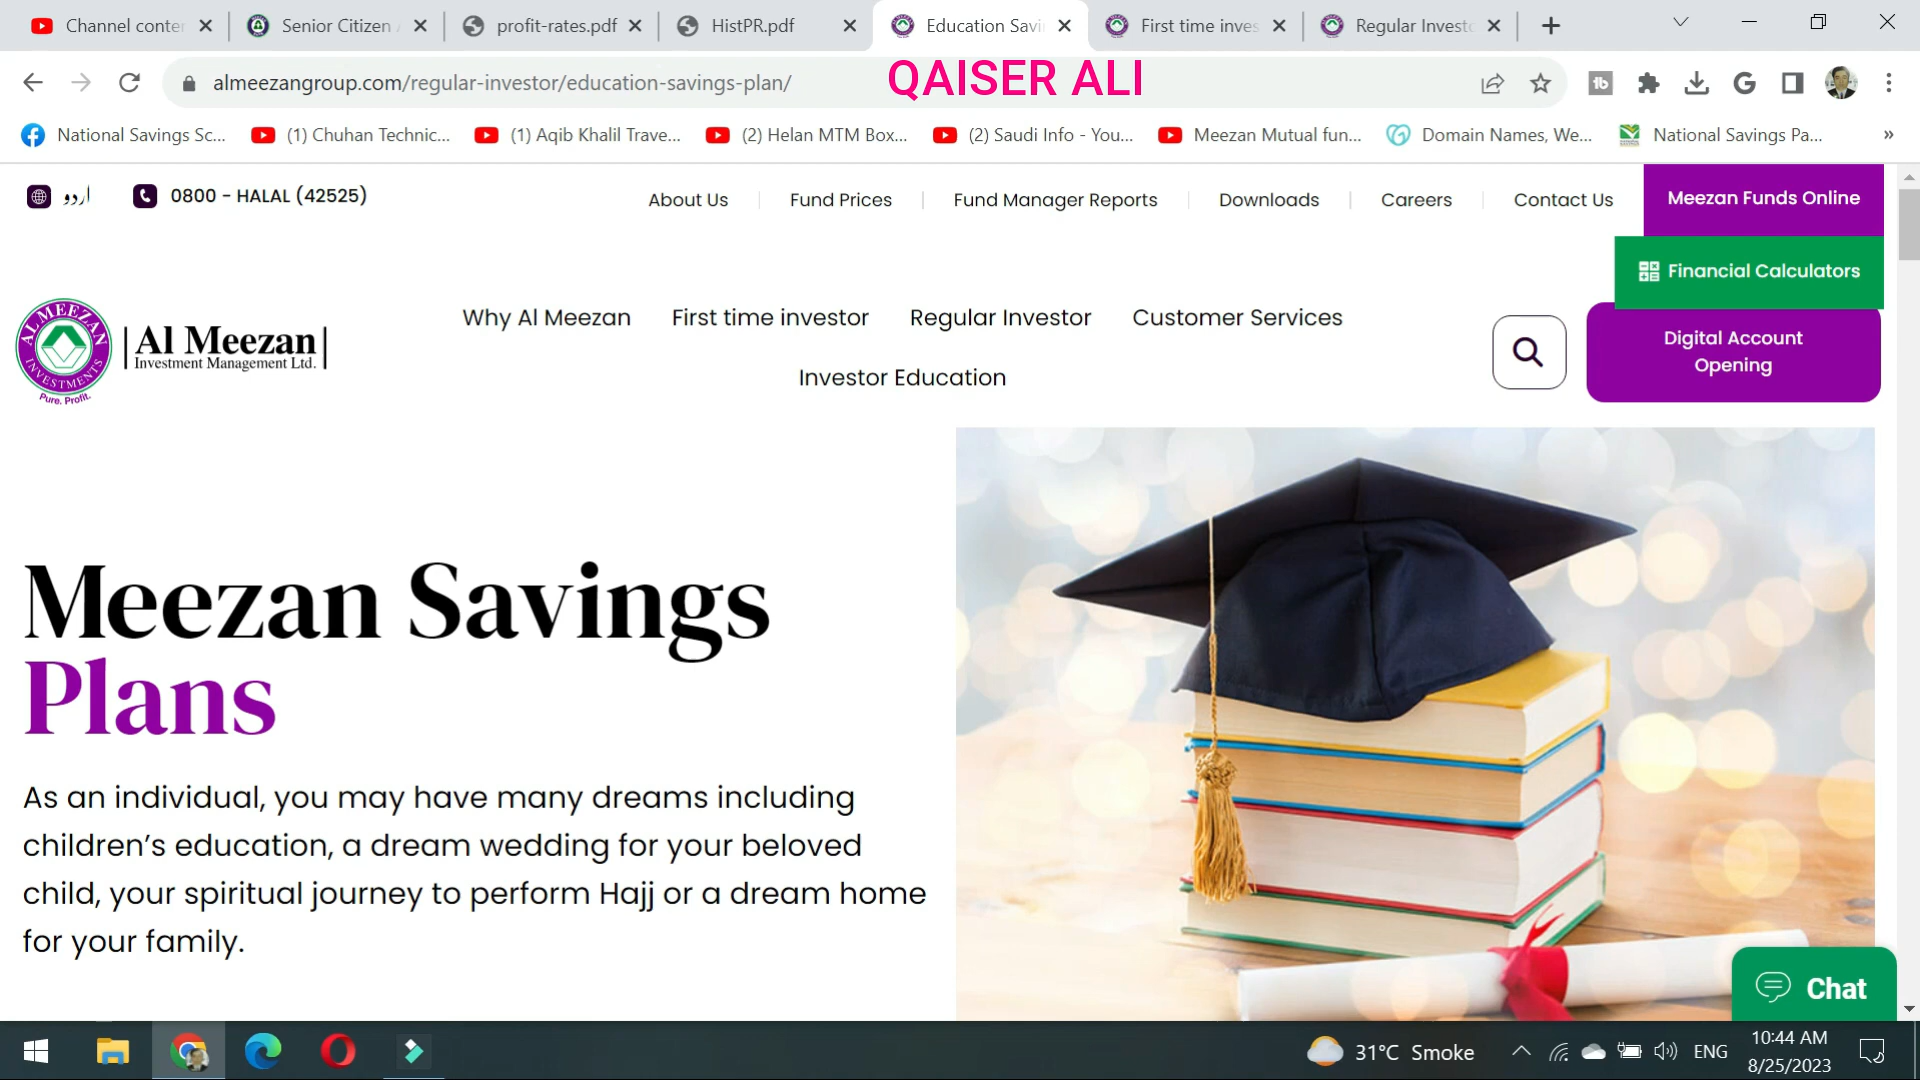 Channel conter
Senior Citizen A
profit-rates.pdf
HistPR.pdf
Education Savi
First time inves
Regular Investo
almeezangroup.com/regular-investor/education-savings-plan/
QAISER ALI
National Savings Sc...
(1) Chuhan Technic...
(1) Aqib Khalil Trave...
(2) Helan MTM Box...
(2) Saudi Info - You...
Meezan Mutual fun...
Domain Names, We...
National Savings Pa...
اردو
0800 - HALAL (42525)
About Us
Fund Prices
Fund Manager Reports
Downloads
Careers
Contact Us
Meezan Funds Online
Financial Calculators
AL MEEZAN
INVESTMENTS
Pure. Profit.
Al Meezan
Investment Management Ltd.
Why Al Meezan
First time investor
Regular Investor
Customer Services
Investor Education
Digital Account
Opening
Meezan Savings
Plans
As an individual, you may have many dreams including
children’s education, a dream wedding for your beloved
child, your spiritual journey to perform Hajj or a dream home
for your family.
Chat
31°C Smoke
ENG
10:44 AM
8/25/2023